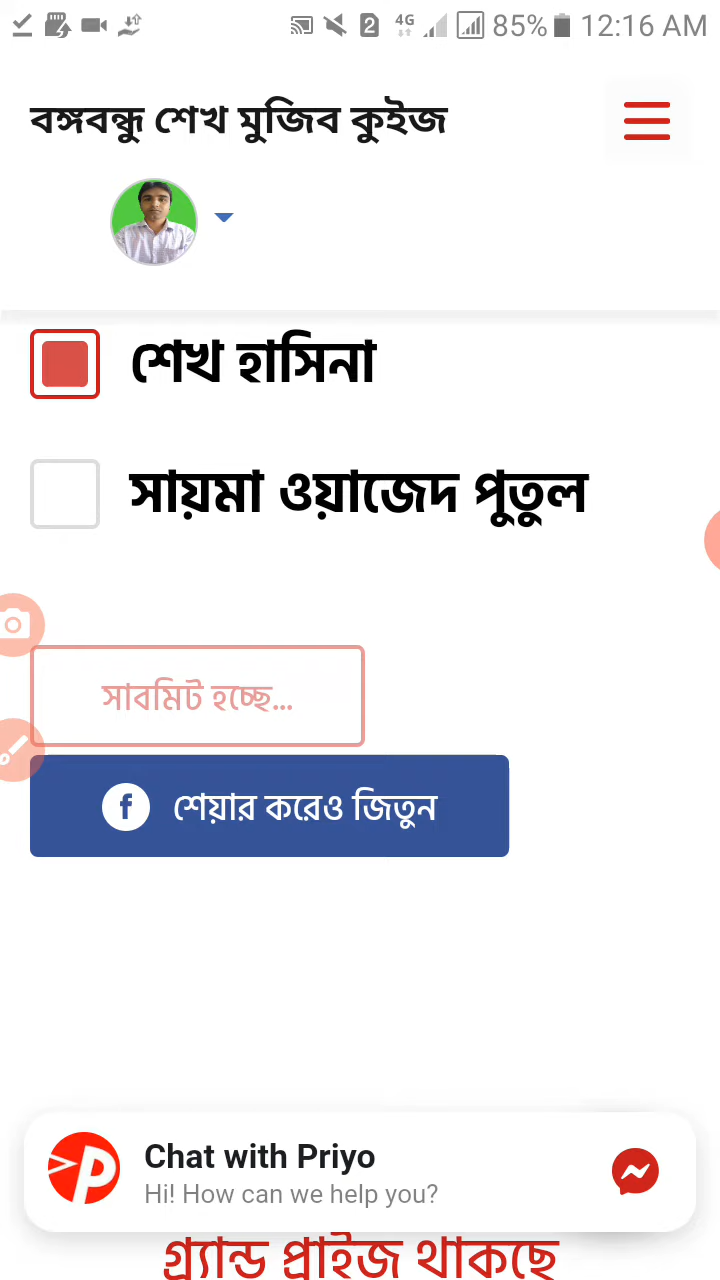 2 4G 85% 12:16 AM
বঙ্গবন্ধু শেখ মুজিব কুইজ
শেখ হাসিনা
সায়মা ওয়াজেদ পুতুল
সাবমিট হচ্ছে...
f শেয়ার করেও জিতুন
Chat with Priyo
Hi! How can we help you?
গ্র্যান্ড প্রাইজ থাকছে